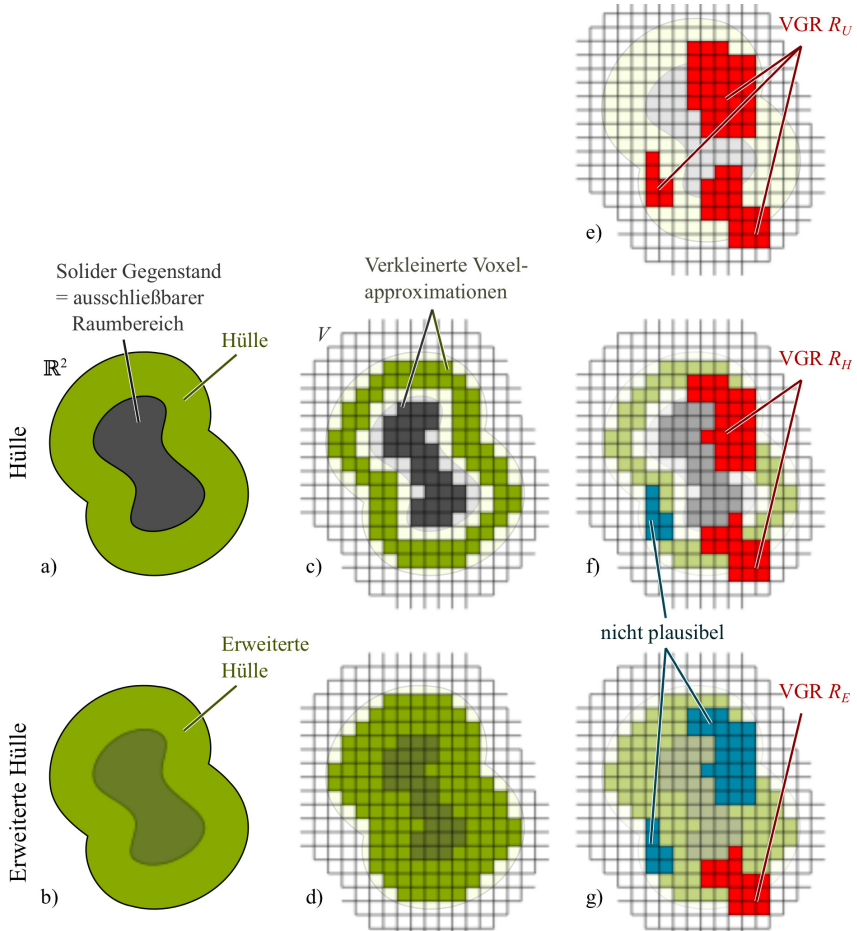 VGR R_U
e)
Solider Gegenstand
= ausschließbarer
Raumbereich
Verkleinerte Voxel-
approximationen
Hülle
ℝ²
V
VGR R_H
Hülle
a)
c)
f)
nicht plausibel
Erweiterte
Hülle
VGR R_E
Erweiterte Hülle
b)
d)
g)